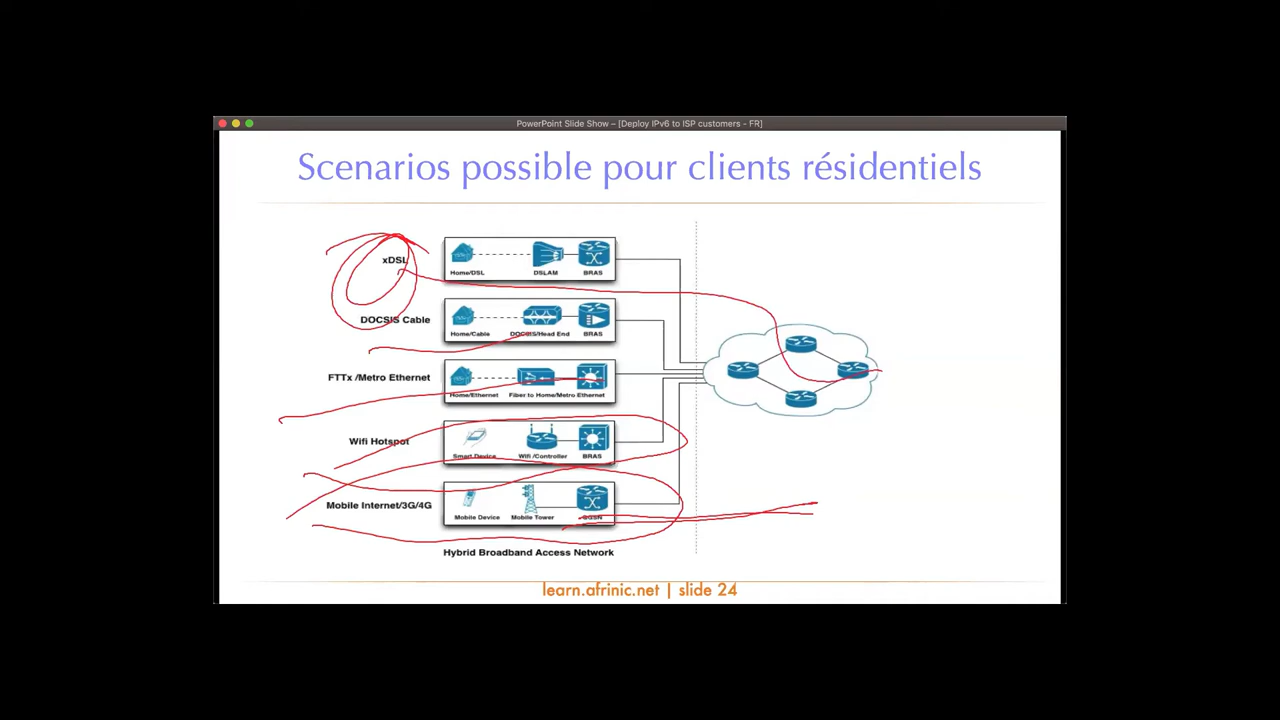 PowerPoint Slide Show – [Deploy IPv6 to ISP customers - FR]
Scenarios possible pour clients résidentiels
xDSL
Home/DSL DSLAM BRAS
DOCSIS Cable
Home/Cable DOCSIS/Head End BRAS
FTTx /Metro Ethernet
Home/Ethernet Fiber to Home/Metro Ethernet
Wifi Hotspot
Smart Device Wifi /Controller BRAS
Mobile Internet/3G/4G
Mobile Device Mobile Tower GGSN
Hybrid Broadband Access Network
learn.afrinic.net | slide 24